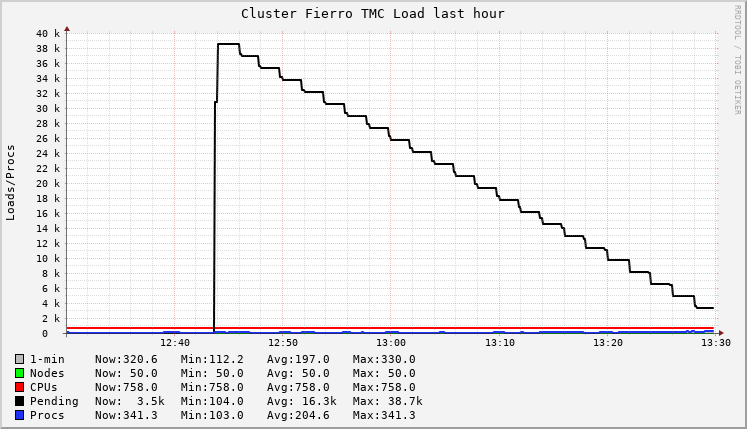 Cluster Fierro TMC Load last hour
RRDTOOL / TOBI OETIKER
Loads/Procs
40 k
38 k
36 k
34 k
32 k
30 k
28 k
26 k
24 k
22 k
20 k
18 k
16 k
14 k
12 k
10 k
8 k
6 k
4 k
2 k
0
12:40 12:50 13:00 13:10 13:20 13:30
1-min Now:320.6 Min:112.2 Avg:197.0 Max:330.0
Nodes Now: 50.0 Min: 50.0 Avg: 50.0 Max: 50.0
CPUs Now:758.0 Min:758.0 Avg:758.0 Max:758.0
Pending Now: 3.5k Min:104.0 Avg: 16.3k Max: 38.7k
Procs Now:341.3 Min:103.0 Avg:204.6 Max:341.3